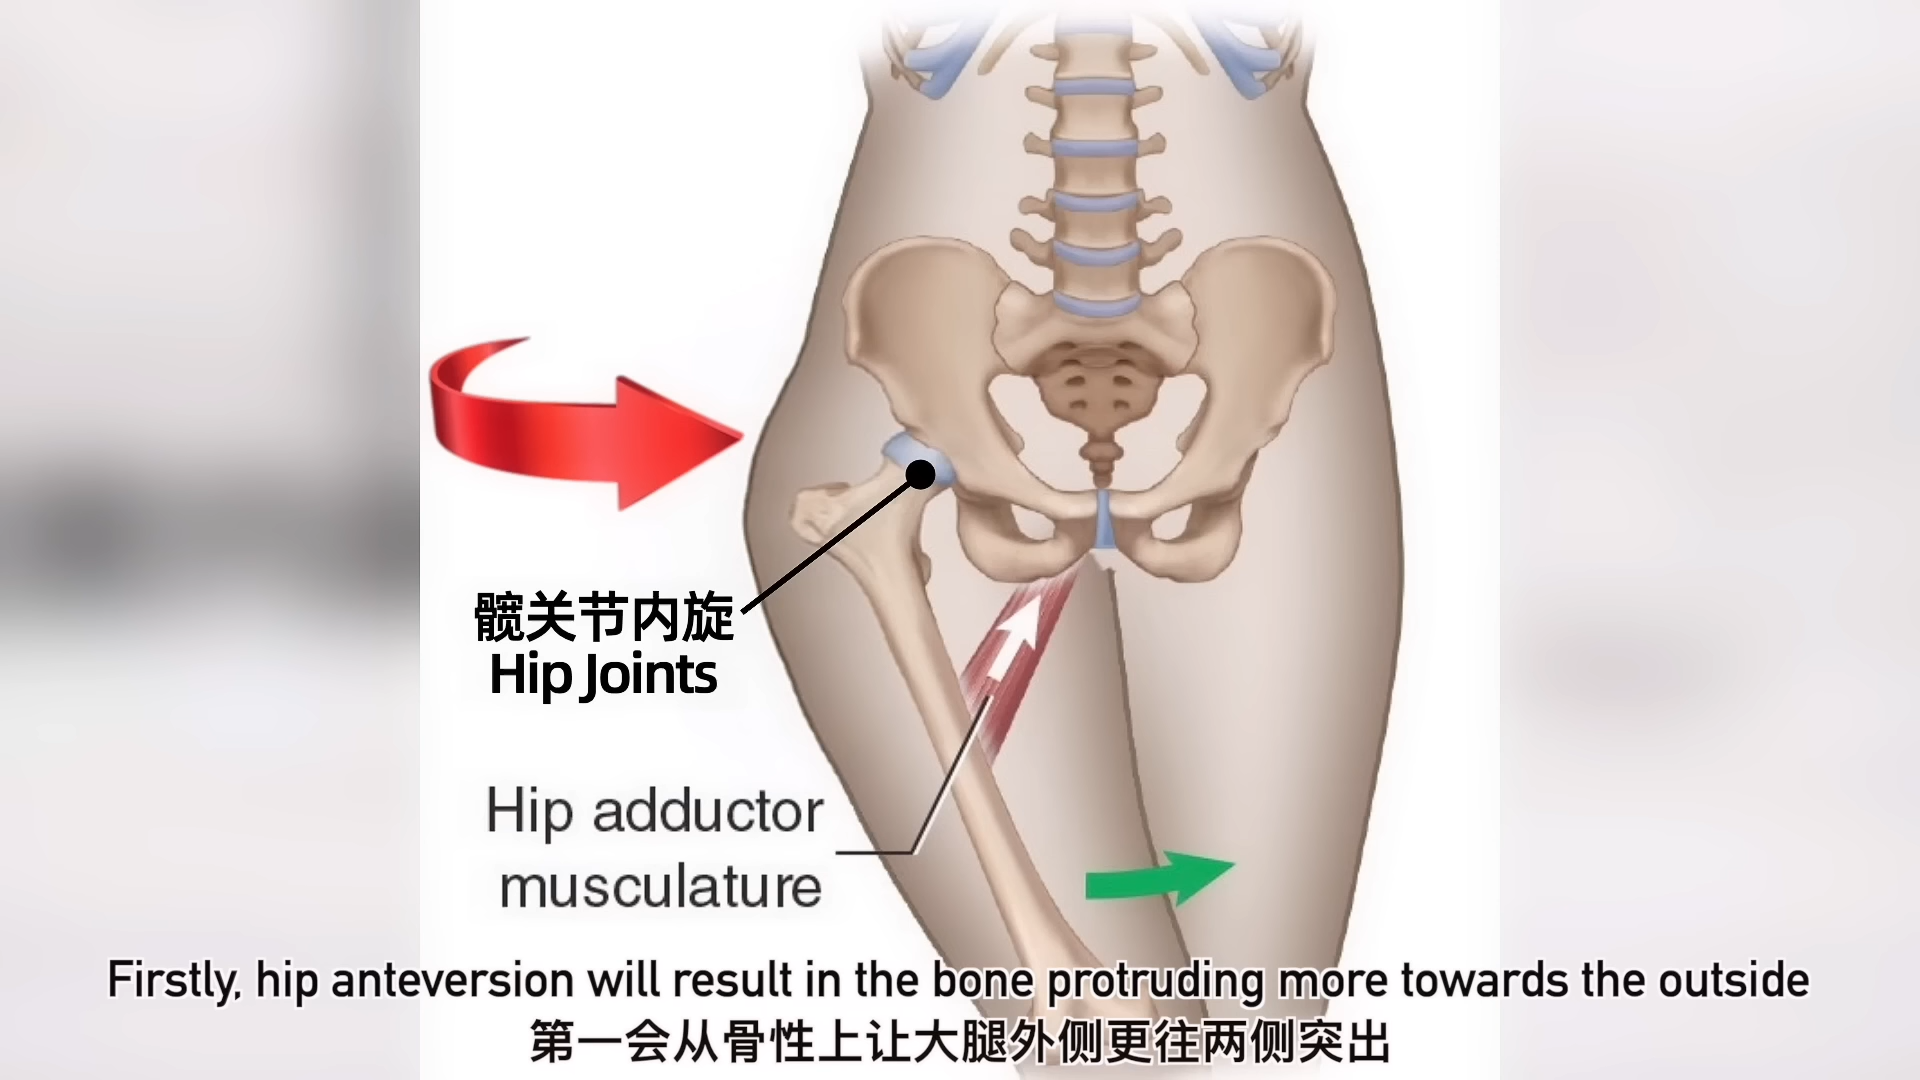 髋关节内旋
Hip Joints
Hip adductor
musculature
Firstly, hip anteversion will result in the bone protruding more towards the outside
第一会从骨性上让大腿外侧更往两侧突出